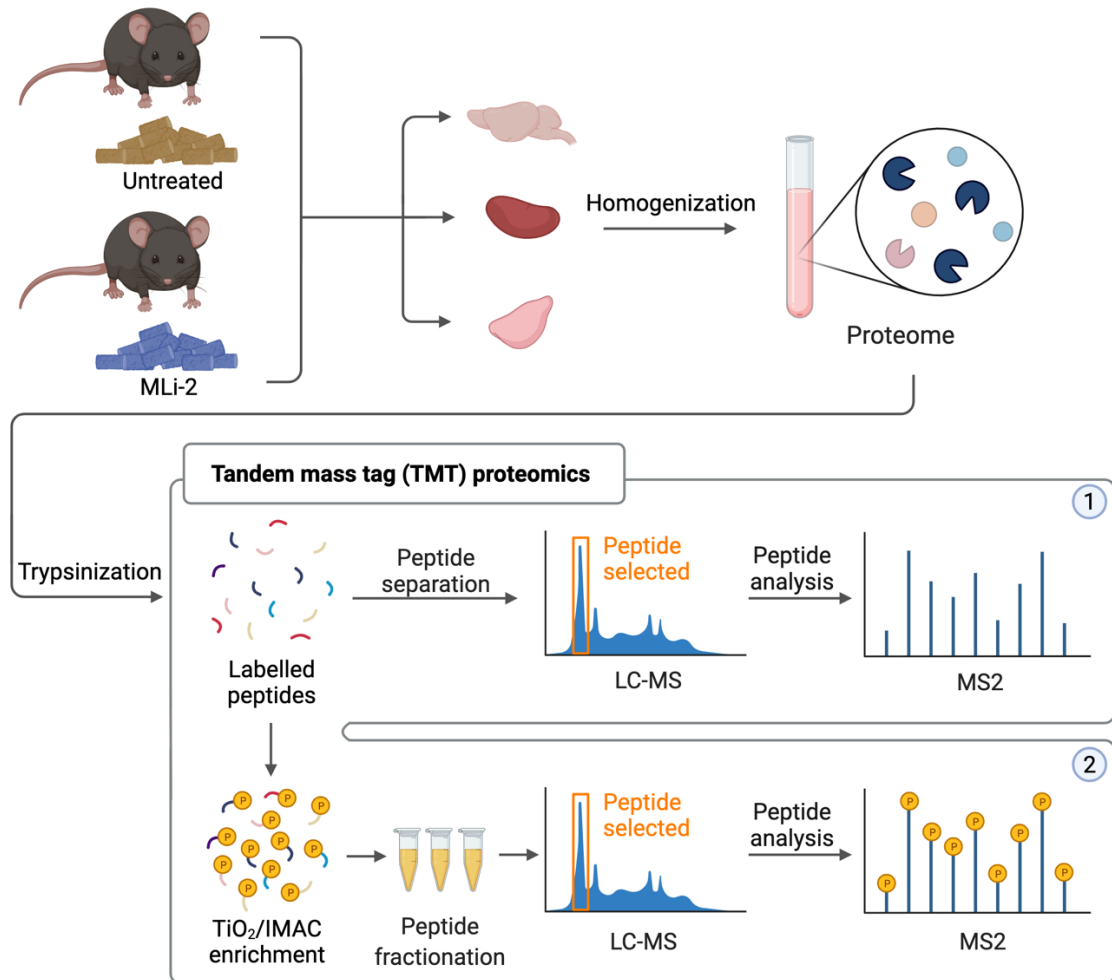 Untreated
MLi-2
Homogenization
Proteome
Tandem mass tag (TMT) proteomics
1
Trypsinization
Labelled
peptides
Peptide
separation
Peptide
selected
LC-MS
Peptide
analysis
MS2
2
P
P
P
P
P
P
P
P
P
P
P
TiO₂/IMAC
enrichment
Peptide
fractionation
Peptide
selected
LC-MS
Peptide
analysis
P
P
P
P
P
P
P
P
P
MS2